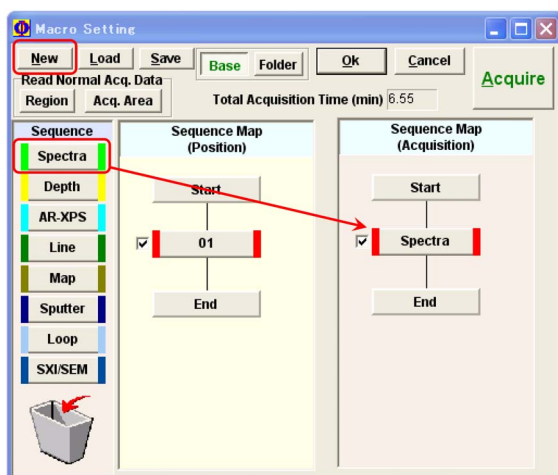 Macro Setting
New Load Save Base Folder Ok Cancel Acquire
Read Normal Acq. Data
Region Acq. Area Total Acquisition Time (min) 6.55
Sequence
Spectra
Depth
AR-XPS
Line
Map
Sputter
Loop
SXI/SEM
Sequence Map
(Position)
Start
01
End
Sequence Map
(Acquisition)
Start
Spectra
End